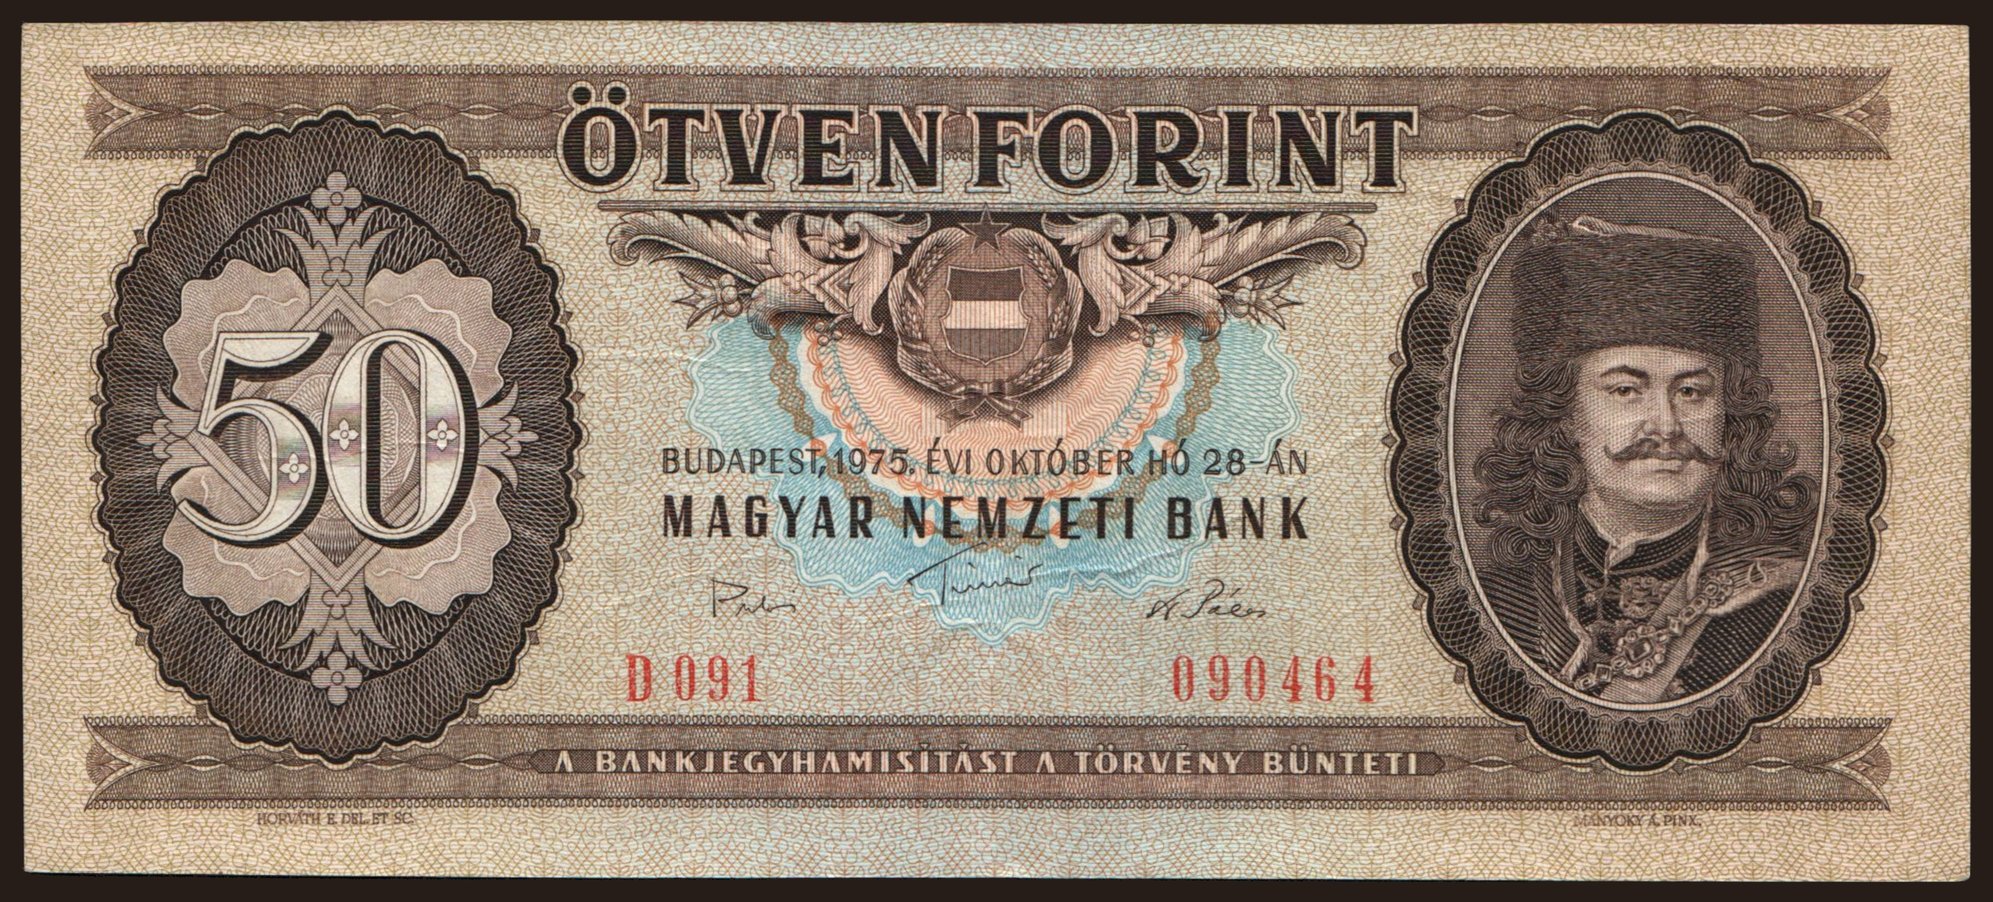 ÖTVEN FORINT
50
BUDAPEST, 1975. ÉVI OKTÓBER HÓ 28-ÁN
MAGYAR NEMZETI BANK
D 091 090464
A BANKJEGYHAMISÍTÁST A TÖRVÉNY BÜNTETI
HORVÁTH E. DEL. ET SC. MÁNYOKY Á. PINX.